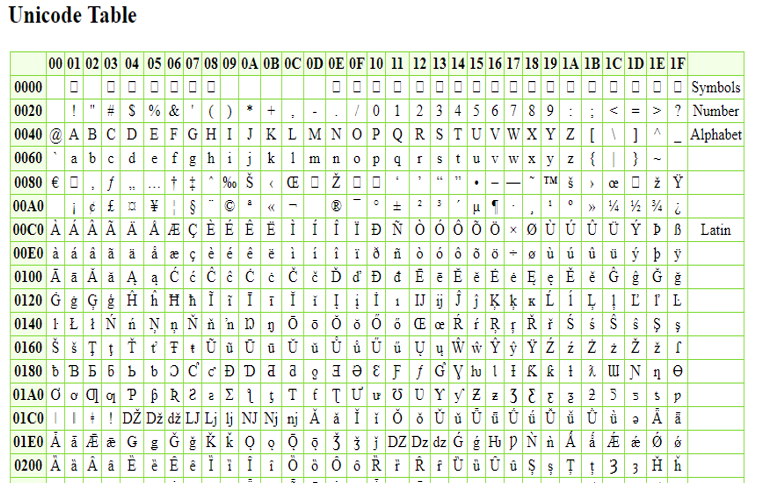 Unicode Table
00 01 02 03 04 05 06 07 08 09 0A 0B 0C 0D 0E 0F 10 11 12 13 14 15 16 17 18 19 1A 1B 1C 1D 1E 1F
0000 □ □ □ □ □ □ □ □ □ □ □ □ □ □ □ □ □ □ □ □ □ □ □ □ □ Symbols
0020 ! " # $ % & ' ( ) * + , - . / 0 1 2 3 4 5 6 7 8 9 : ; < = > ? Number
0040 @ A B C D E F G H I J K L M N O P Q R S T U V W X Y Z [ \ ] ^ _ Alphabet
0060 ` a b c d e f g h i j k l m n o p q r s t u v w x y z { | } ~
0080 € □ ‚ ƒ „ … † ‡ ˆ ‰ Š ‹ Œ □ Ž □ □ ‘ ’ “ ” • – — ˜ ™ š › œ □ ž Ÿ
00A0 ¡ ¢ £ ¤ ¥ ¦ § ¨ © ª « ¬ ® ¯ ° ± ² ³ ´ µ ¶ · ¸ ¹ º » ¼ ½ ¾ ¿
00C0 À Á Â Ã Ä Å Æ Ç È É Ê Ë Ì Í Î Ï Ð Ñ Ò Ó Ô Õ Ö × Ø Ù Ú Û Ü Ý Þ ß Latin
00E0 à á â ã ä å æ ç è é ê ë ì í î ï ð ñ ò ó ô õ ö ÷ ø ù ú û ü ý þ ÿ
0100 Ā ā Ă ă Ą ą Ć ć Ĉ ĉ Ċ ċ Č č Ď ď Đ đ Ē ē Ĕ ĕ Ė ė Ę ę Ě ě Ĝ ĝ Ğ ğ
0120 Ġ ġ Ģ ģ Ĥ ĥ Ħ ħ Ĩ ĩ Ī ī Ĭ ĭ Į į İ ı Ĳ ĳ Ĵ ĵ Ķ ķ ĸ Ĺ ĺ Ļ ļ Ľ ľ Ŀ
0140 ŀ Ł ł Ń ń Ņ ņ Ň ň ŉ Ŋ ŋ Ō ō Ŏ ŏ Ő ő Œ œ Ŕ ŕ Ŗ ŗ Ř ř Ś ś Ŝ ŝ Ş ş
0160 Š š Ţ ţ Ť ť Ŧ ŧ Ũ ũ Ū ū Ŭ ŭ Ů ů Ű ű Ų ų Ŵ ŵ Ŷ ŷ Ÿ Ź ź Ż ż Ž ž ſ
0180 ƀ Ɓ Ƃ ƃ Ƅ ƅ Ɔ Ƈ ƈ Ɖ Ɗ Ƌ ƌ ƍ Ǝ Ə Ɛ Ƒ ƒ Ɠ Ɣ ƕ Ɩ Ɨ Ƙ ƙ ƚ ƛ Ɯ Ɲ ƞ Ɵ
01A0 Ơ ơ Ƣ ƣ Ƥ ƥ Ʀ Ƨ ƨ Ʃ ƪ ƫ Ƭ ƭ Ʈ Ư ư Ʊ Ʋ Ƴ ƴ Ƶ ƶ Ʒ Ƹ ƹ ƺ ƻ Ƽ ƽ ƾ ƿ
01C0 ǀ ǁ ǂ ǃ Ǆ ǅ ǆ Ǉ ǈ ǉ Ǌ ǋ ǌ Ǎ ǎ Ǐ ǐ Ǒ ǒ Ǔ ǔ Ǖ ǖ Ǘ ǘ Ǚ ǚ Ǜ ǜ ǝ Ǟ ǟ
01E0 Ǡ ǡ Ǣ ǣ Ǥ ǥ Ǧ ǧ Ǩ ǩ Ǫ ǫ Ǭ ǭ Ǯ ǯ ǰ Ǳ ǲ ǳ Ǵ ǵ Ƕ Ƿ Ǹ ǹ Ǻ ǻ Ǽ ǽ Ǿ ǿ
0200 Ȁ ȁ Ȃ ȃ Ȅ ȅ Ȇ ȇ Ȉ ȉ Ȋ ȋ Ȍ ȍ Ȏ ȏ Ȑ ȑ Ȓ ȓ Ȕ ȕ Ȗ ȗ Ș ș Ț ț Ȝ ȝ Ȟ ȟ